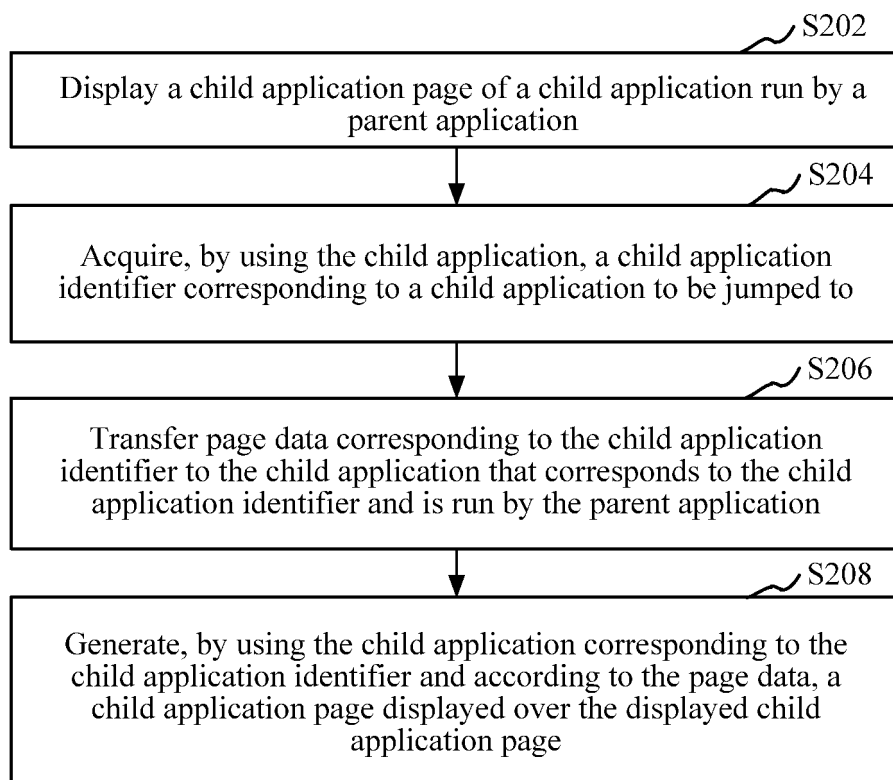 S202
Display a child application page of a child application run by a
parent application
S204
Acquire, by using the child application, a child application
identifier corresponding to a child application to be jumped to
S206
Transfer page data corresponding to the child application
identifier to the child application that corresponds to the child
application identifier and is run by the parent application
S208
Generate, by using the child application corresponding to the
child application identifier and according to the page data, a
child application page displayed over the displayed child
application page